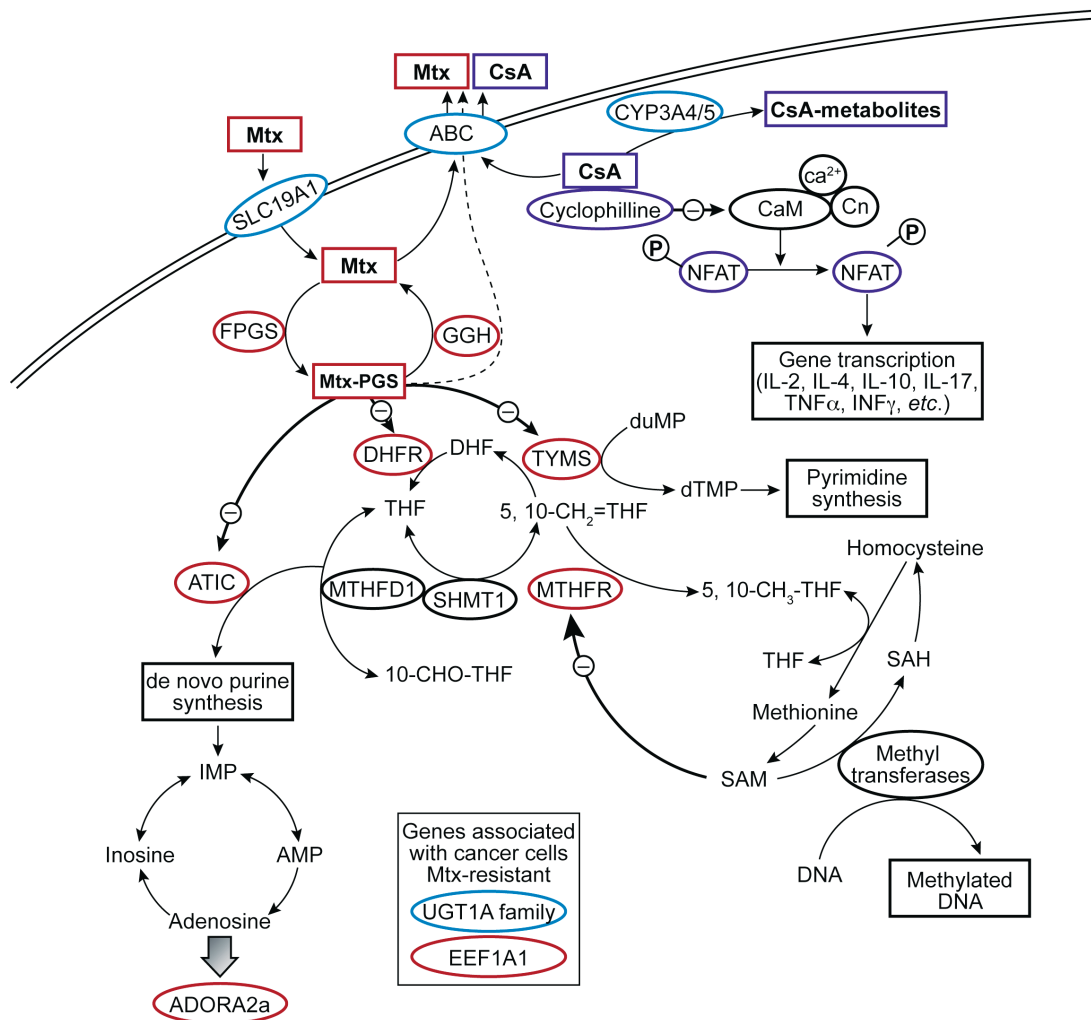 Mtx
CsA
CYP3A4/5
CsA-metabolites
Mtx
ABC
CsA
ca²⁺
SLC19A1
Cyclophilline
−
CaM
Cn
P
P
Mtx
NFAT
NFAT
FPGS
GGH
Gene transcription
(IL-2, IL-4, IL-10, IL-17,
TNFα, INFγ, etc.)
Mtx-PGS
−
−
duMP
DHFR
DHF
TYMS
dTMP
Pyrimidine
synthesis
THF
5, 10-CH₂=THF
−
Homocysteine
ATIC
MTHFD1
SHMT1
MTHFR
5, 10-CH₃-THF
THF
SAH
de novo purine
synthesis
10-CHO-THF
−
Methionine
IMP
SAM
Methyl
transferases
Inosine
AMP
Genes associated
with cancer cells
Mtx-resistant
DNA
Methylated
DNA
Adenosine
UGT1A family
EEF1A1
ADORA2a